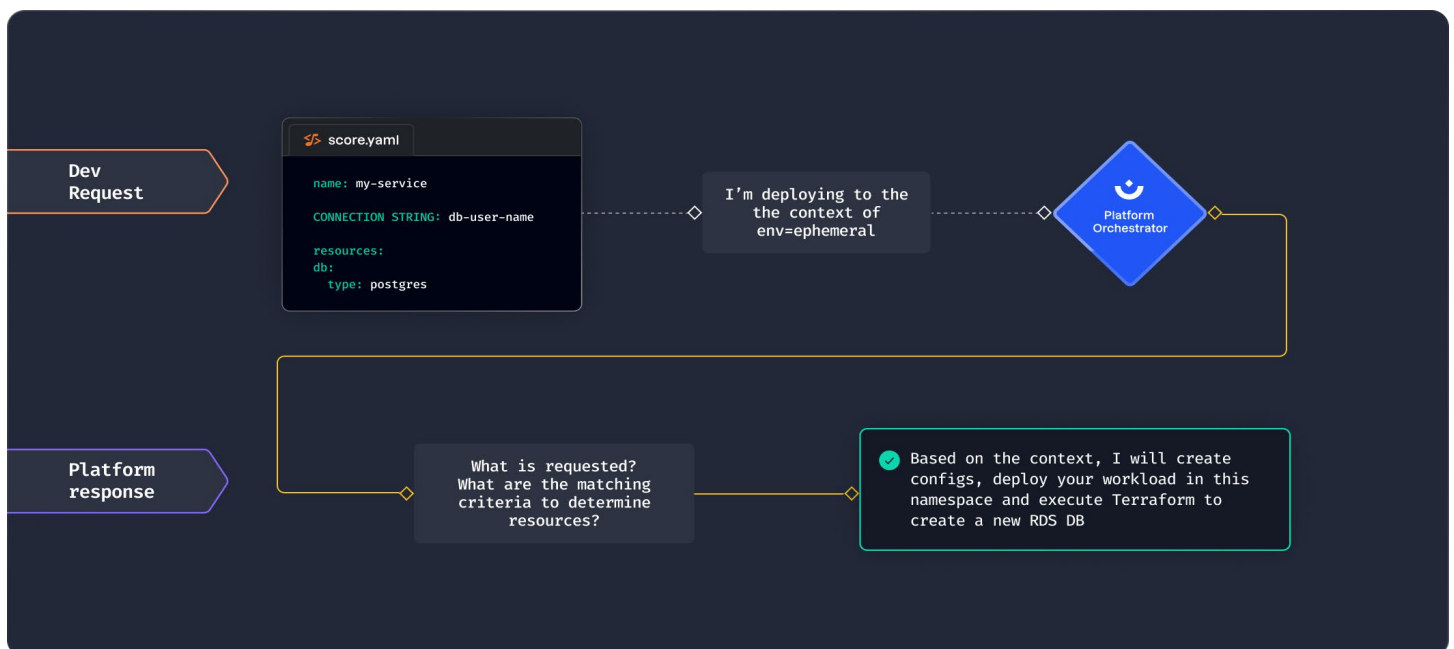 Dev
Request
score.yaml
name: my-service
CONNECTION STRING: db-user-name
resources:
db:
type: postgres
I'm deploying to the
the context of
env=ephemeral
Platform
Orchestrator
Platform
response
What is requested?
What are the matching
criteria to determine
resources?
Based on the context, I will create
configs, deploy your workload in this
namespace and execute Terraform to
create a new RDS DB